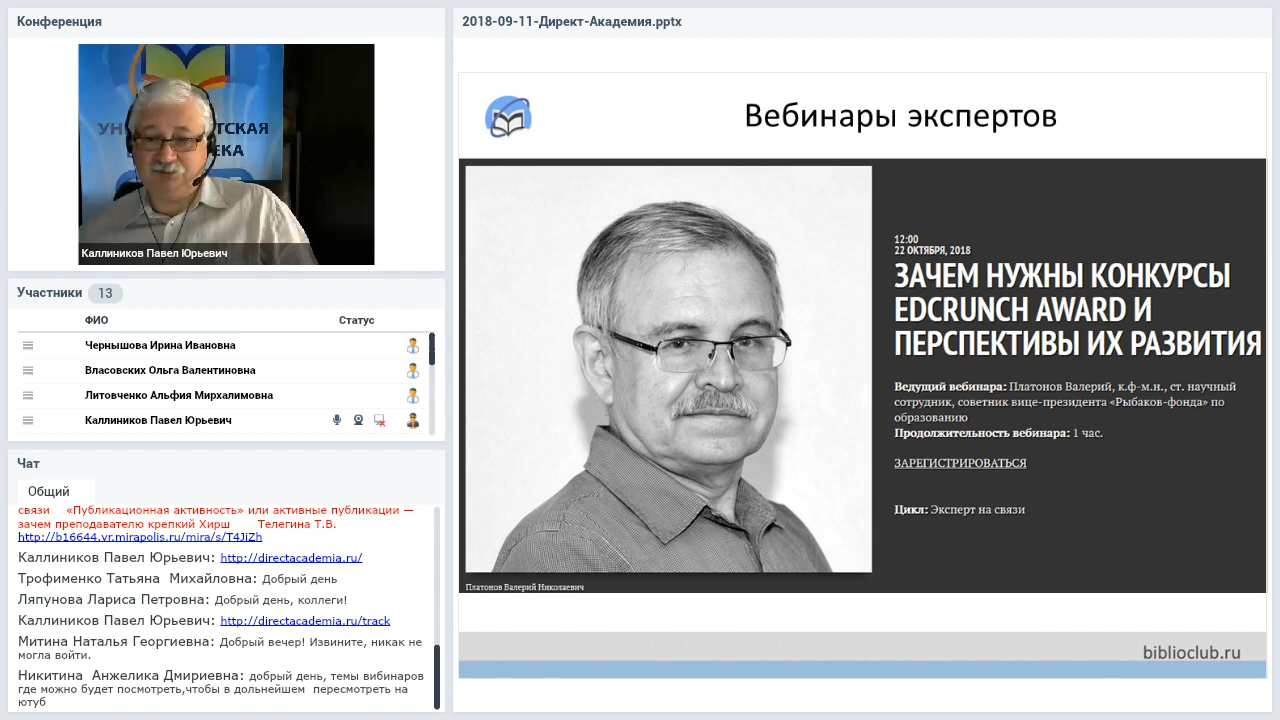 Конференция
УНИ
ТСКАЯ
ЕКА
Каллиников Павел Юрьевич
Участники 13
ФИО Статус
Чернышова Ирина Ивановна
Власовских Ольга Валентиновна
Литовченко Альфия Мирхалимовна
Каллиников Павел Юрьевич
Чат
Общий
связи «Публикационная активность» или активные публикации —
зачем преподавателю крепкий Хирш Телегина Т.В.
http://b16644.vr.mirapolis.ru/mira/s/T4JiZh
Каллиников Павел Юрьевич: http://directacademia.ru/
Трофименко Татьяна Михайловна: Добрый день
Ляпунова Лариса Петровна: Добрый день, коллеги!
Каллиников Павел Юрьевич: http://directacademia.ru/track
Митина Наталья Георгиевна: Добрый вечер! Извините, никак не
могла войти.
Никитина Анжелика Дмириевна: добрый день, темы вибинаров
где можно будет посмотреть,чтобы в дольнейшем пересмотреть на
ютуб
2018-09-11-Директ-Академия.pptx
Вебинары экспертов
12:00
22 ОКТЯБРЯ, 2018
ЗАЧЕМ НУЖНЫ КОНКУРСЫ
EDCRUNCH AWARD И
ПЕРСПЕКТИВЫ ИХ РАЗВИТИЯ
Ведущий вебинара: Платонов Валерий, к.ф-м.н., ст. научный
сотрудник, советник вице-президента «Рыбаков-фонда» по
образованию
Продолжительность вебинара: 1 час.
ЗАРЕГИСТРИРОВАТЬСЯ
Цикл: Эксперт на связи
Платонов Валерий Николаевич
biblioclub.ru